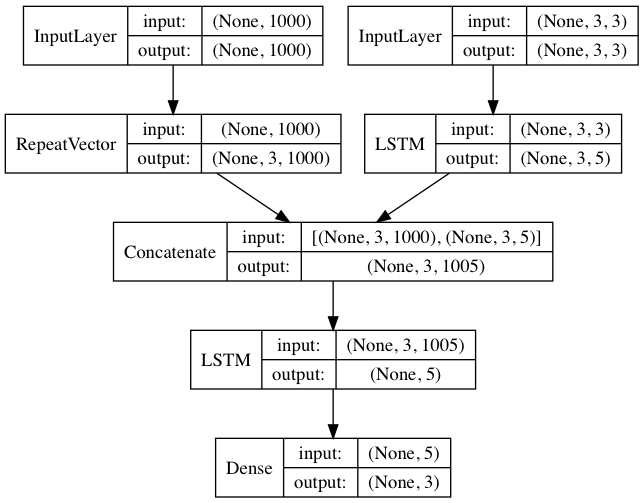 InputLayer input: (None, 1000)
output: (None, 1000)
InputLayer input: (None, 3, 3)
output: (None, 3, 3)
RepeatVector input: (None, 1000)
output: (None, 3, 1000)
LSTM input: (None, 3, 3)
output: (None, 3, 5)
Concatenate input: [(None, 3, 1000), (None, 3, 5)]
output: (None, 3, 1005)
LSTM input: (None, 3, 1005)
output: (None, 5)
Dense input: (None, 5)
output: (None, 3)